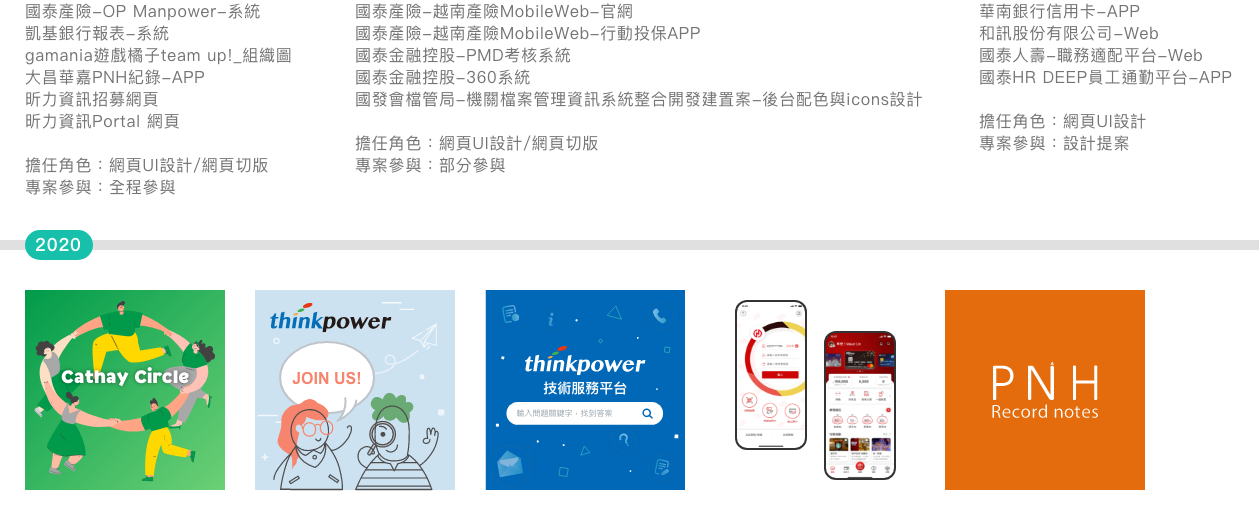 國泰產險-OP Manpower-系統
凱基銀行報表-系統
gamania遊戲橘子team up!_組織圖
大昌華嘉PNH紀錄-APP
昕力資訊招募網頁
昕力資訊Portal 網頁
擔任角色：網頁UI設計/網頁切版
專案參與：全程參與
國泰產險-越南產險MobileWeb-官網
國泰產險-越南產險MobileWeb-行動投保APP
國泰金融控股-PMD考核系統
國泰金融控股-360系統
國發會檔管局-機關檔案管理資訊系統整合開發建置案-後台配色與icons設計
擔任角色：網頁UI設計/網頁切版
專案參與：部分參與
華南銀行信用卡-APP
和訊股份有限公司-Web
國泰人壽-職務適配平台-Web
國泰HR DEEP員工通勤平台-APP
擔任角色：網頁UI設計
專案參與：設計提案
2020
Cathay Circle
thinkpower
JOIN US!
thinkpower
技術服務平台
輸入問題關鍵字，找到答案
PNH
Record notes